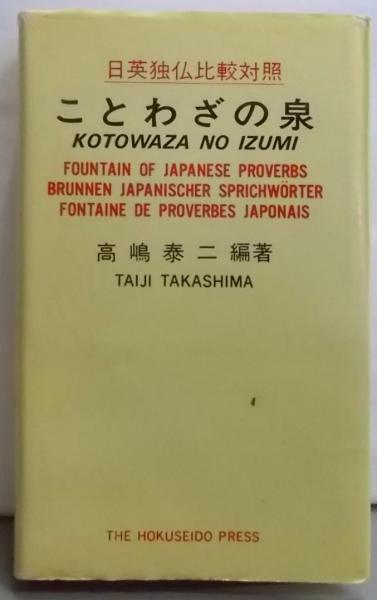 日英独仏比較対照
ことわざの泉
KOTOWAZA NO IZUMI
FOUNTAIN OF JAPANESE PROVERBS
BRUNNEN JAPANISCHER SPRICHWÖRTER
FONTAINE DE PROVERBES JAPONAIS
高嶋泰二編著
TAIJI TAKASHIMA
THE HOKUSEIDO PRESS